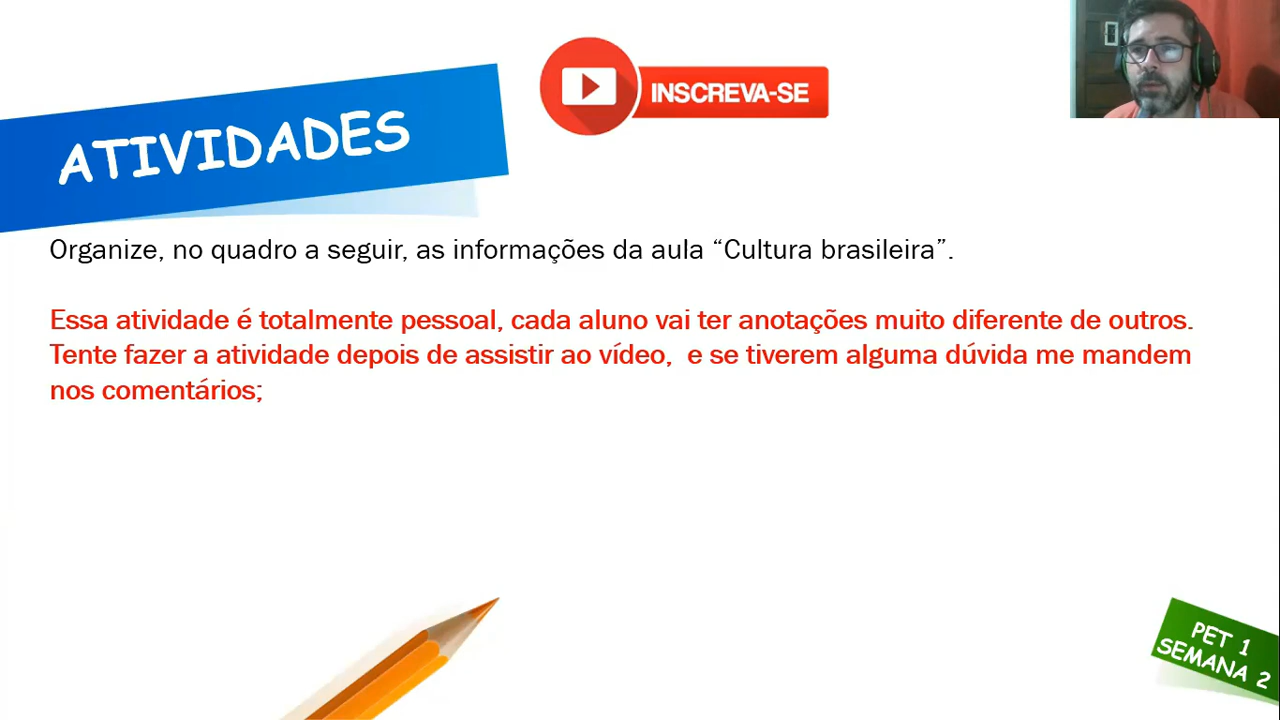 INSCREVA-SE
ATIVIDADES
Organize, no quadro a seguir, as informações da aula “Cultura brasileira”.
Essa atividade é totalmente pessoal, cada aluno vai ter anotações muito diferente de outros.
Tente fazer a atividade depois de assistir ao vídeo,  e se tiverem alguma dúvida me mandem
nos comentários;
PET 1
SEMANA 2